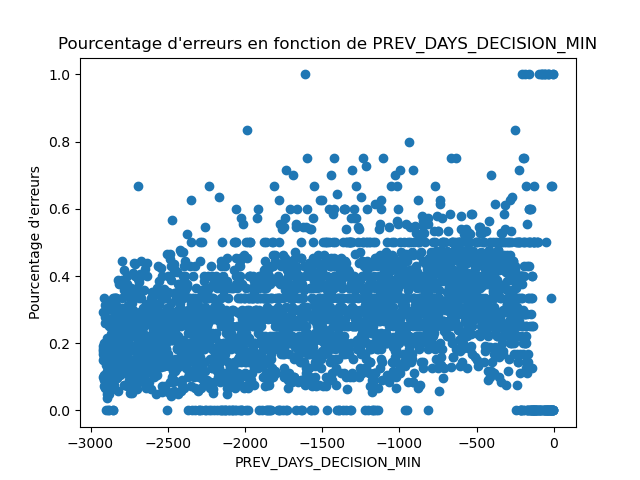 Pourcentage d'erreurs en fonction de PREV_DAYS_DECISION_MIN
1.0
0.8
0.6
0.4
0.2
0.0
Pourcentage d'erreurs
−3000 −2500 −2000 −1500 −1000 −500 0
PREV_DAYS_DECISION_MIN